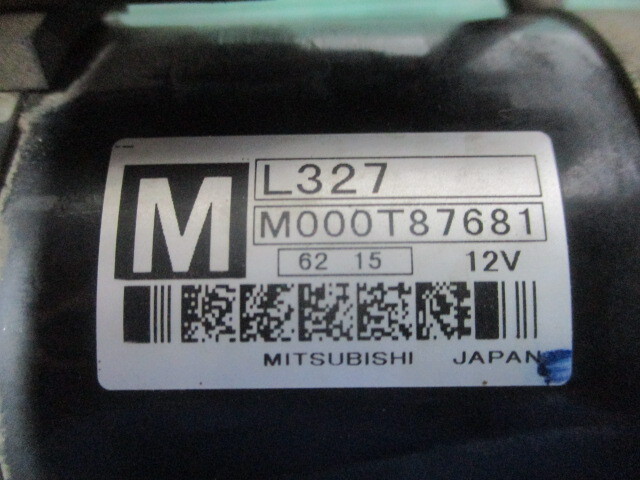 M
L327
M000T87681
62 15
12V
MITSUBISHI JAPAN